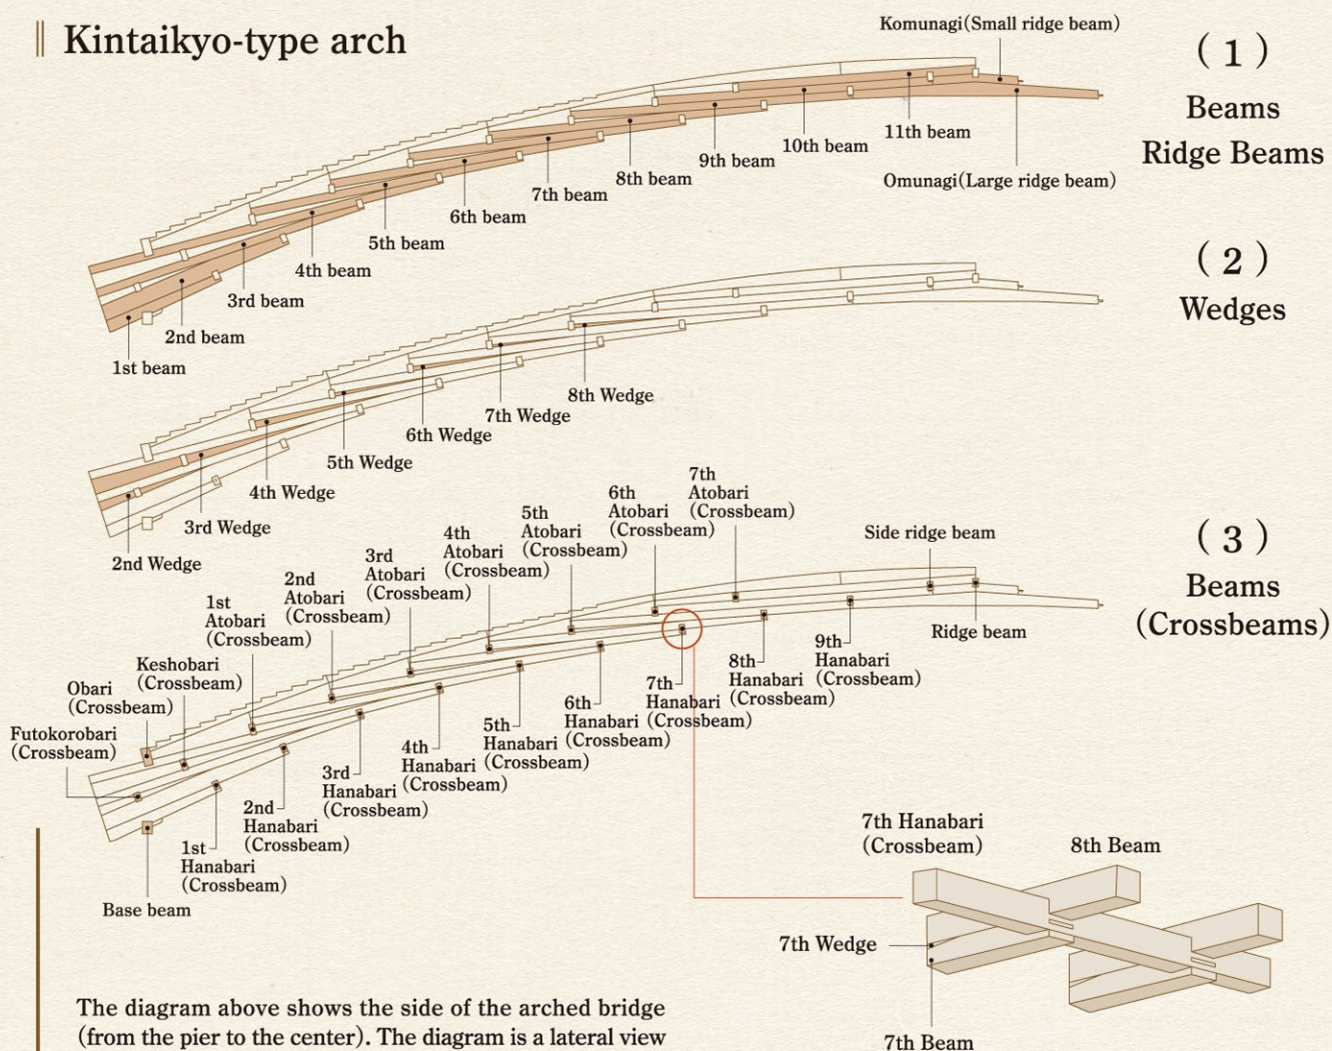 Kintaikyo-type arch
Komunagi(Small ridge beam)
( 1 )
Beams
Ridge Beams
11th beam
10th beam
9th beam
8th beam
7th beam
6th beam
5th beam
4th beam
3rd beam
2nd beam
1st beam
Omunagi(Large ridge beam)
( 2 )
Wedges
8th Wedge
7th Wedge
6th Wedge
5th Wedge
4th Wedge
3rd Wedge
2nd Wedge
( 3 )
Beams
(Crossbeams)
7th
Atobari
(Crossbeam)
6th
Atobari
(Crossbeam)
5th
Atobari
(Crossbeam)
4th
Atobari
(Crossbeam)
3rd
Atobari
(Crossbeam)
2nd
Atobari
(Crossbeam)
1st
Atobari
(Crossbeam)
Keshobari
(Crossbeam)
Obari
(Crossbeam)
Futokorobari
(Crossbeam)
Side ridge beam
Ridge beam
9th
Hanabari
(Crossbeam)
8th
Hanabari
(Crossbeam)
7th
Hanabari
(Crossbeam)
6th
Hanabari
(Crossbeam)
5th
Hanabari
(Crossbeam)
4th
Hanabari
(Crossbeam)
3rd
Hanabari
(Crossbeam)
2nd
Hanabari
(Crossbeam)
1st
Hanabari
(Crossbeam)
Base beam
7th Hanabari
(Crossbeam)
8th Beam
7th Wedge
7th Beam
The diagram above shows the side of the arched bridge
(from the pier to the center). The diagram is a lateral view